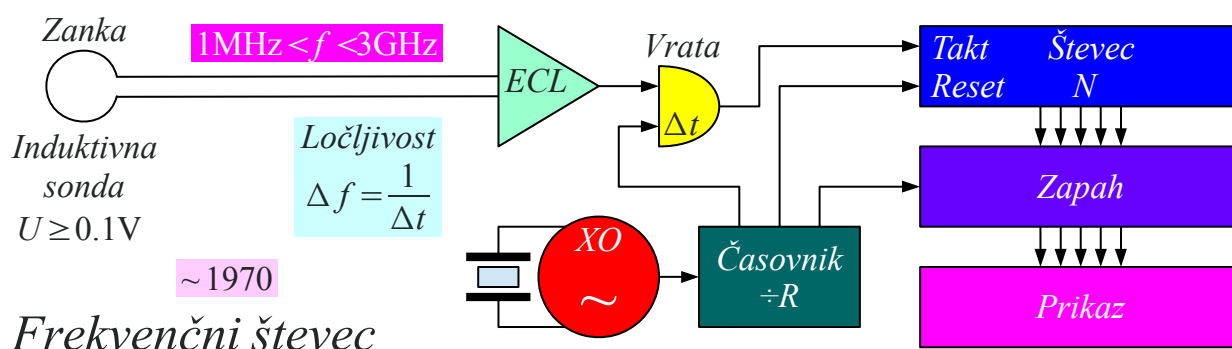 Zanka
1MHz < f < 3GHz
ECL
Vrata
Δt
Takt Števec
Reset N
Induktivna
sonda
U ≥ 0.1V
Ločljivost
Δ f = 1/Δt
Zapah
XO
~
Časovnik
÷R
Prikaz
~1970
Frekvenčni števec